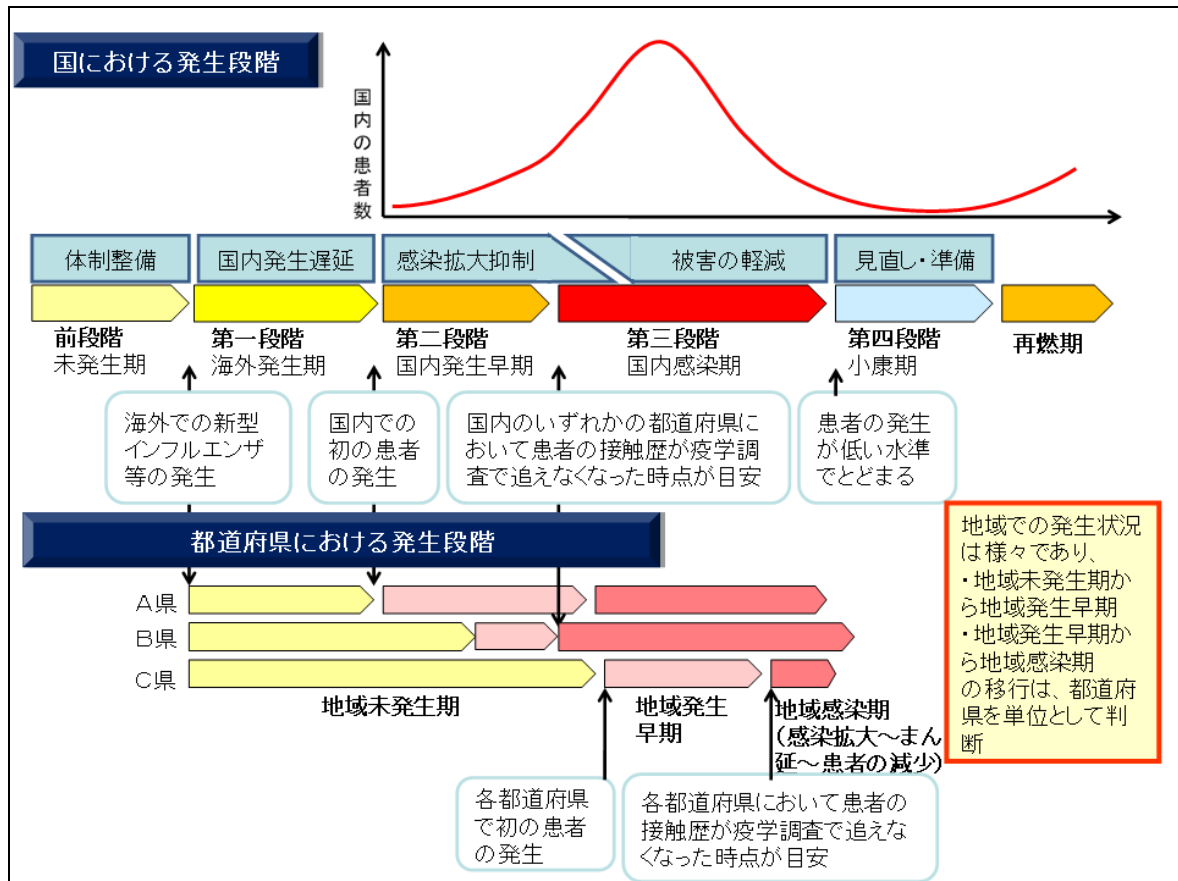 国における発生段階
国内の患者数
体制整備
国内発生遅延
感染拡大抑制
被害の軽減
見直し・準備
前段階
未発生期
第一段階
海外発生期
第二段階
国内発生早期
第三段階
国内感染期
第四段階
小康期
再燃期
海外での新型
インフルエンザ
等の発生
国内での
初の患者
の発生
国内のいずれかの都道府県に
おいて患者の接触歴が疫学調
査で追えなくなった時点が目安
患者の発生
が低い水準
でとどまる
都道府県における発生段階
A県
B県
C県
地域未発生期
地域発生
早期
地域感染期
(感染拡大～まん
延～患者の減少)
各都道府県
で初の患者
の発生
各都道府県において患者の
接触歴が疫学調査で追えな
くなった時点が目安
地域での発生状況
は様々であり、
・地域未発生期か
ら地域発生早期
・地域発生早期か
ら地域感染期
の移行は、都道府
県を単位として判
断